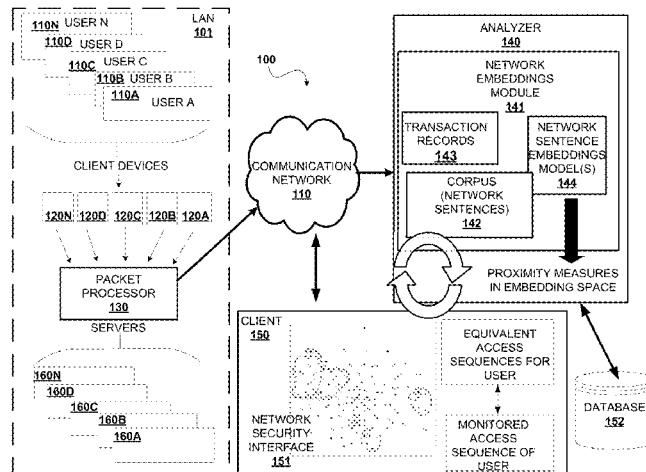 LAN
101
110N USER N
110D USER D
110C USER C
110B USER B
110A USER A
CLIENT DEVICES
120N 120D 120C 120B 120A
PACKET
PROCESSOR
130
SERVERS
160N
160D
160C
160B
160A
100
COMMUNICATION
NETWORK
110
ANALYZER
140
NETWORK
EMBEDDINGS
MODULE
141
TRANSACTION
RECORDS
143
NETWORK
SENTENCE
EMBEDDINGS
MODEL(S)
144
CORPUS
(NETWORK
SENTENCES)
142
PROXIMITY MEASURES
IN EMBEDDING SPACE
CLIENT
150
NETWORK
SECURITY
INTERFACE
151
EQUIVALENT
ACCESS
SEQUENCES FOR
USER
MONITORED
ACCESS
SEQUENCE OF
USER
DATABASE
152